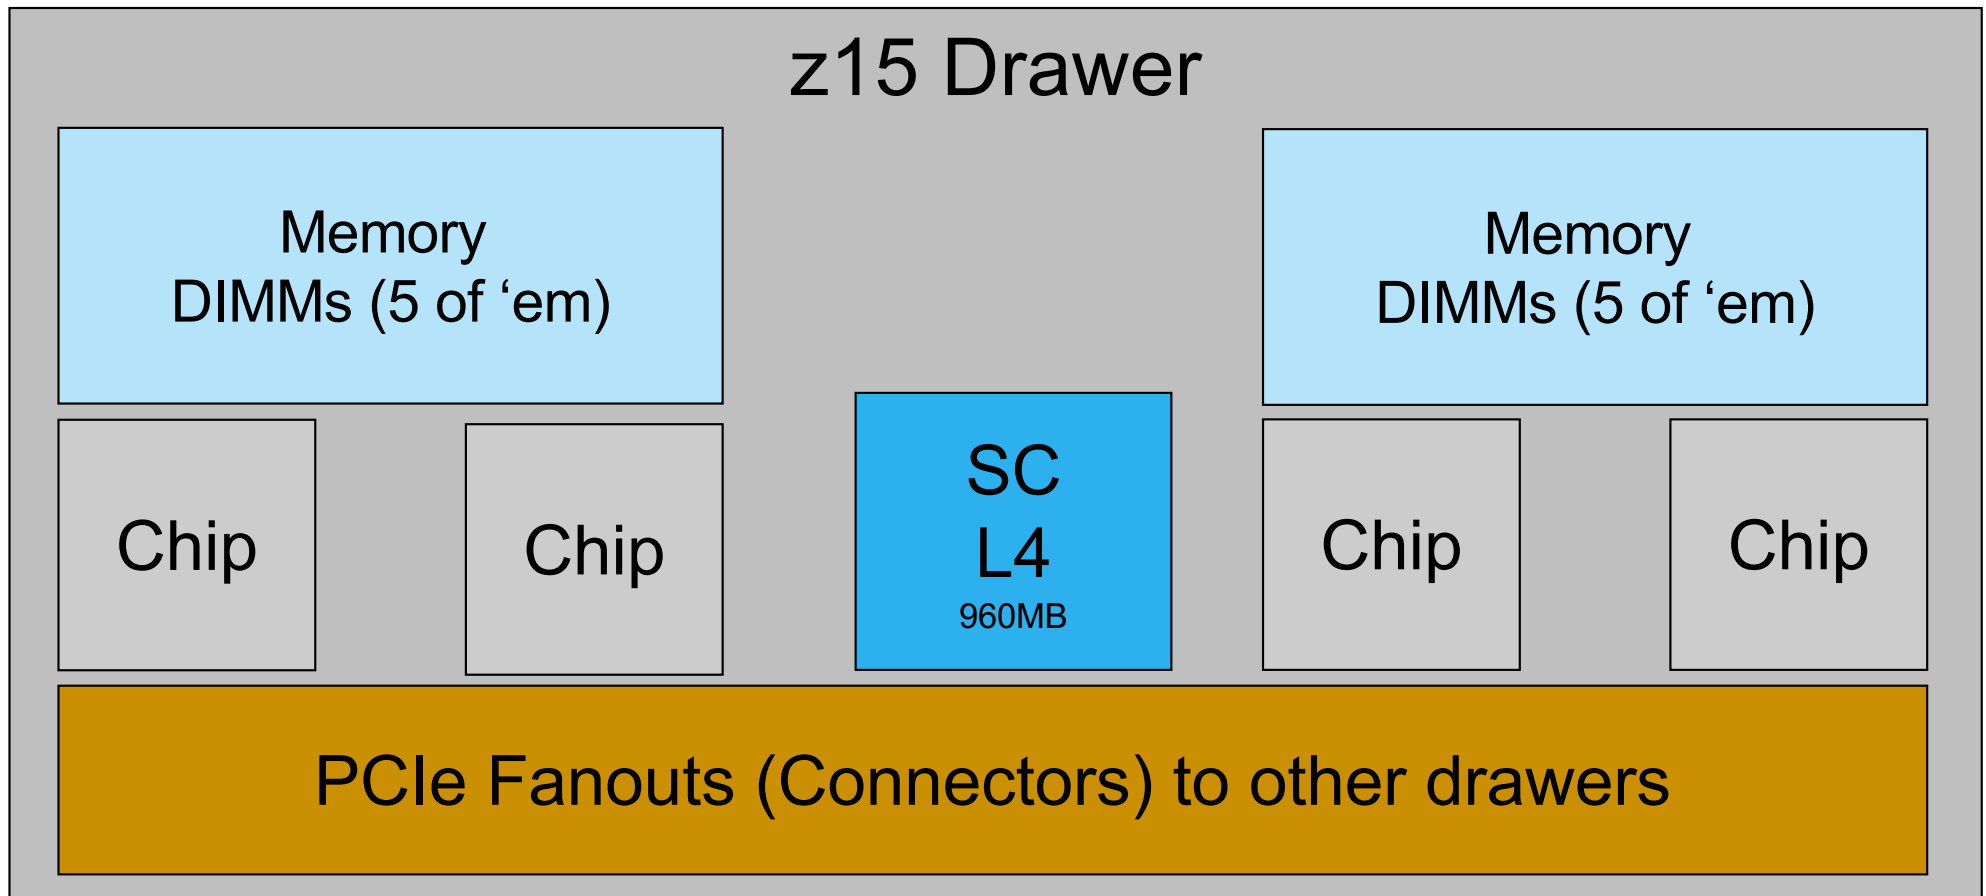 z15 Drawer
Memory
DIMMs (5 of ‘em)
Memory
DIMMs (5 of ‘em)
Chip
Chip
SC
L4
960MB
Chip
Chip
PCIe Fanouts (Connectors) to other drawers